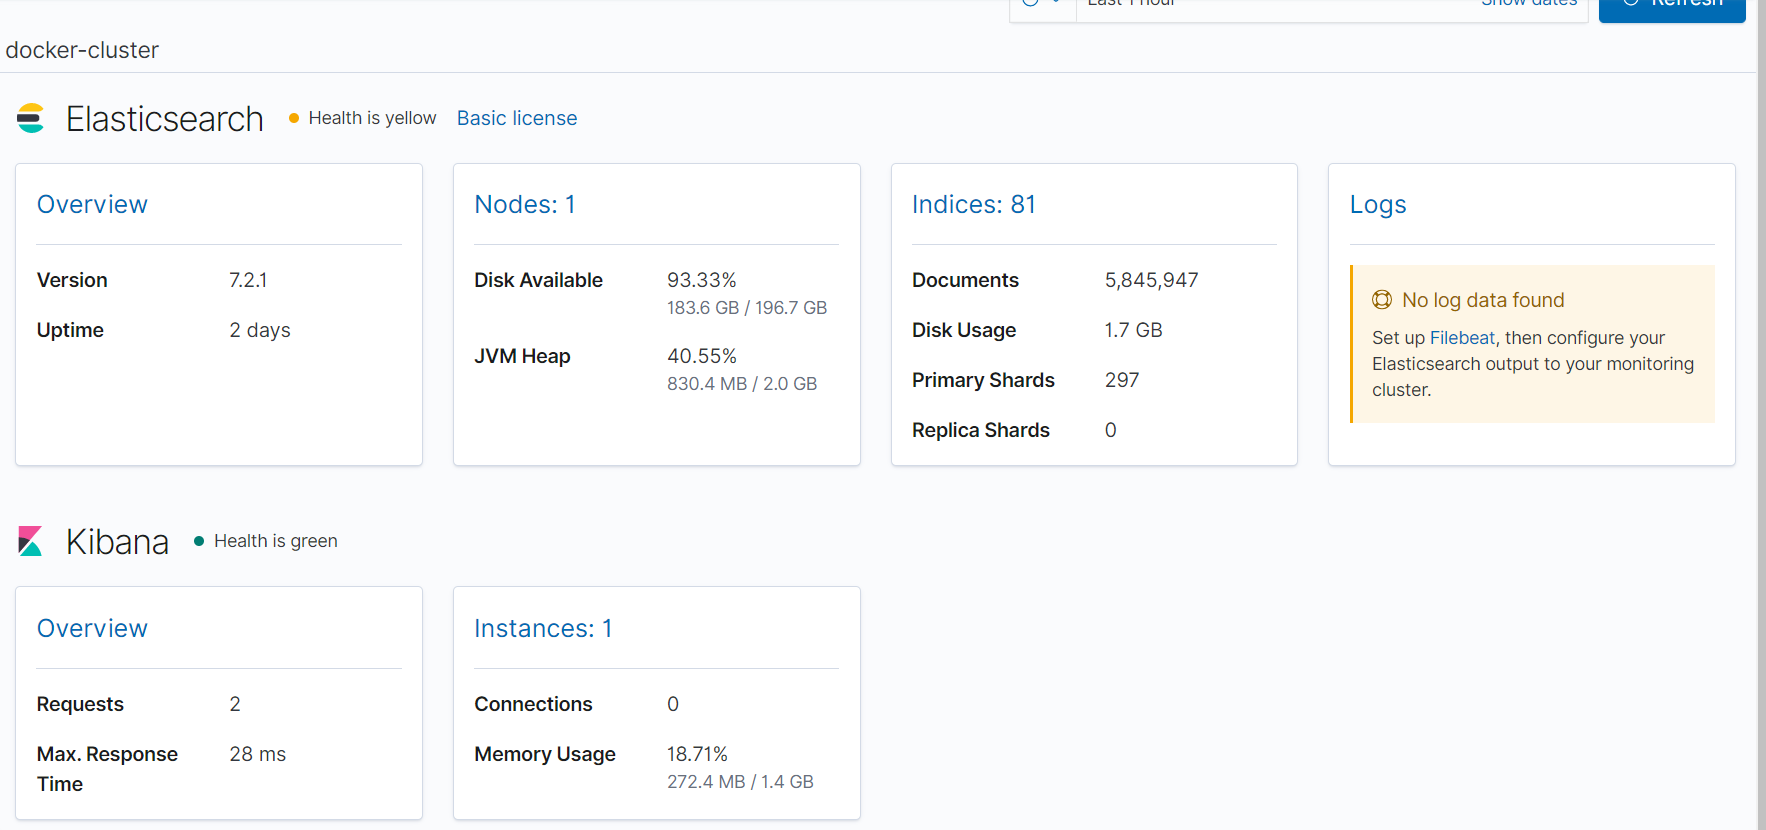 Last 1 hour
Show dates
Refresh
docker-cluster
Elasticsearch
Health is yellow
Basic license
Overview
Version 7.2.1
Uptime 2 days
Nodes: 1
Disk Available 93.33%
183.6 GB / 196.7 GB
JVM Heap 40.55%
830.4 MB / 2.0 GB
Indices: 81
Documents 5,845,947
Disk Usage 1.7 GB
Primary Shards 297
Replica Shards 0
Logs
No log data found
Set up Filebeat, then configure your
Elasticsearch output to your monitoring
cluster.
Kibana
Health is green
Overview
Requests 2
Max. Response 28 ms
Time
Instances: 1
Connections 0
Memory Usage 18.71%
272.4 MB / 1.4 GB